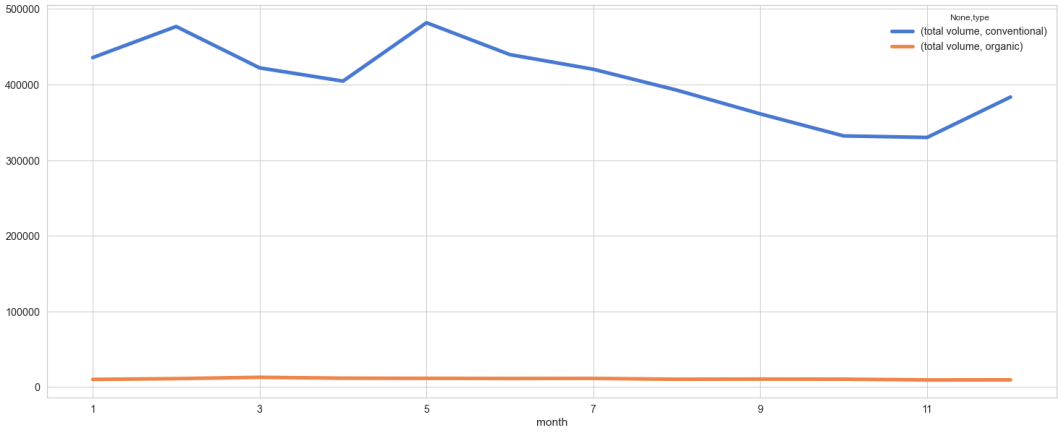 500000
400000
300000
200000
100000
0
None,type
(total volume, conventional)
(total volume, organic)
1 3 5 7 9 11
month